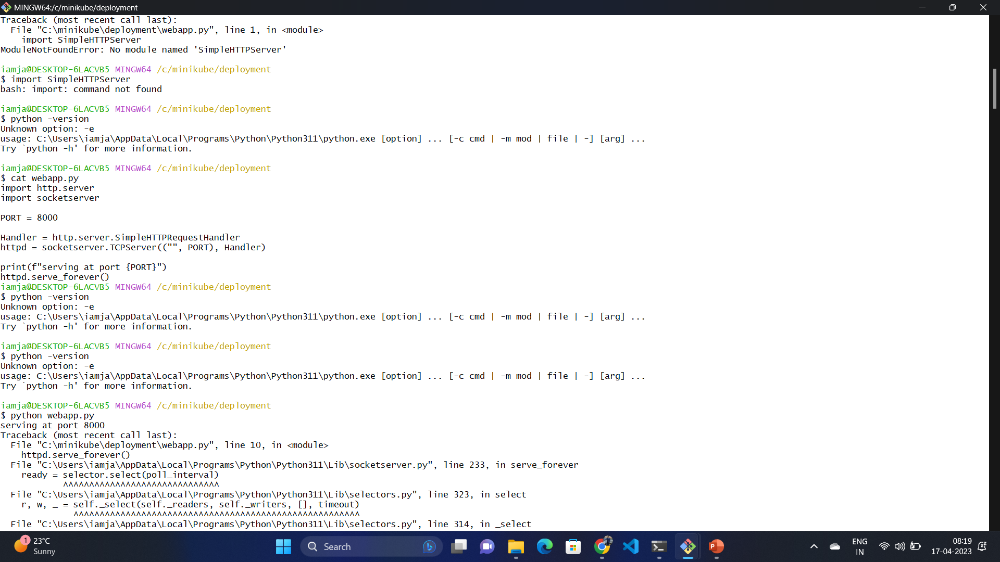 MINGW64:/c/minikube/deployment
Traceback (most recent call last):
  File "C:\minikube\deployment\webapp.py", line 1, in <module>
    import SimpleHTTPServer
ModuleNotFoundError: No module named 'SimpleHTTPServer'

iamja@DESKTOP-6LACVB5 MINGW64 /c/minikube/deployment
$ import SimpleHTTPServer
bash: import: command not found

iamja@DESKTOP-6LACVB5 MINGW64 /c/minikube/deployment
$ python -version
Unknown option: -e
usage: C:\Users\iamja\AppData\Local\Programs\Python\Python311\python.exe [option] ... [-c cmd | -m mod | file | -] [arg] ...
Try `python -h' for more information.

iamja@DESKTOP-6LACVB5 MINGW64 /c/minikube/deployment
$ cat webapp.py
import http.server
import socketserver

PORT = 8000

Handler = http.server.SimpleHTTPRequestHandler
httpd = socketserver.TCPServer(("", PORT), Handler)

print(f"serving at port {PORT}")
httpd.serve_forever()
iamja@DESKTOP-6LACVB5 MINGW64 /c/minikube/deployment
$ python -version
Unknown option: -e
usage: C:\Users\iamja\AppData\Local\Programs\Python\Python311\python.exe [option] ... [-c cmd | -m mod | file | -] [arg] ...
Try `python -h' for more information.

iamja@DESKTOP-6LACVB5 MINGW64 /c/minikube/deployment
$ python -version
Unknown option: -e
usage: C:\Users\iamja\AppData\Local\Programs\Python\Python311\python.exe [option] ... [-c cmd | -m mod | file | -] [arg] ...
Try `python -h' for more information.

iamja@DESKTOP-6LACVB5 MINGW64 /c/minikube/deployment
$ python webapp.py
serving at port 8000
Traceback (most recent call last):
  File "C:\minikube\deployment\webapp.py", line 10, in <module>
    httpd.serve_forever()
  File "C:\Users\iamja\AppData\Local\Programs\Python\Python311\Lib\socketserver.py", line 233, in serve_forever
    ready = selector.select(poll_interval)
            ^^^^^^^^^^^^^^^^^^^^^^^^^^^^^^
  File "C:\Users\iamja\AppData\Local\Programs\Python\Python311\Lib\selectors.py", line 323, in select
    r, w, _ = self._select(self._readers, self._writers, [], timeout)
              ^^^^^^^^^^^^^^^^^^^^^^^^^^^^^^^^^^^^^^^^^^^^^^^^^^^^^^^
  File "C:\Users\iamja\AppData\Local\Programs\Python\Python311\Lib\selectors.py", line 314, in _select
1
23°C
Sunny
Search
P
ENG
IN
08:19
17-04-2023